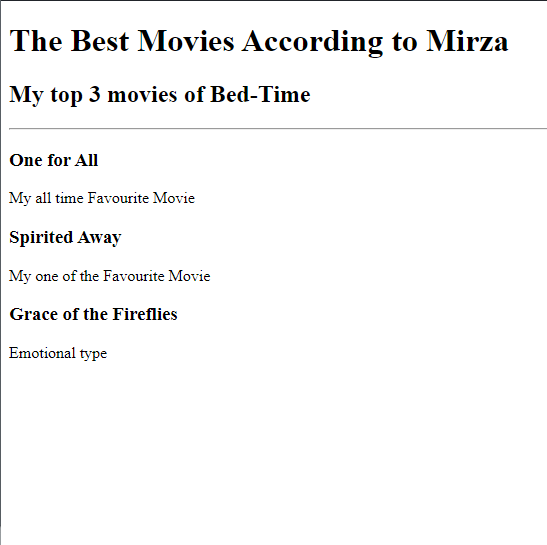 The Best Movies According to Mirza
My top 3 movies of Bed-Time
One for All
My all time Favourite Movie
Spirited Away
My one of the Favourite Movie
Grace of the Fireflies
Emotional type